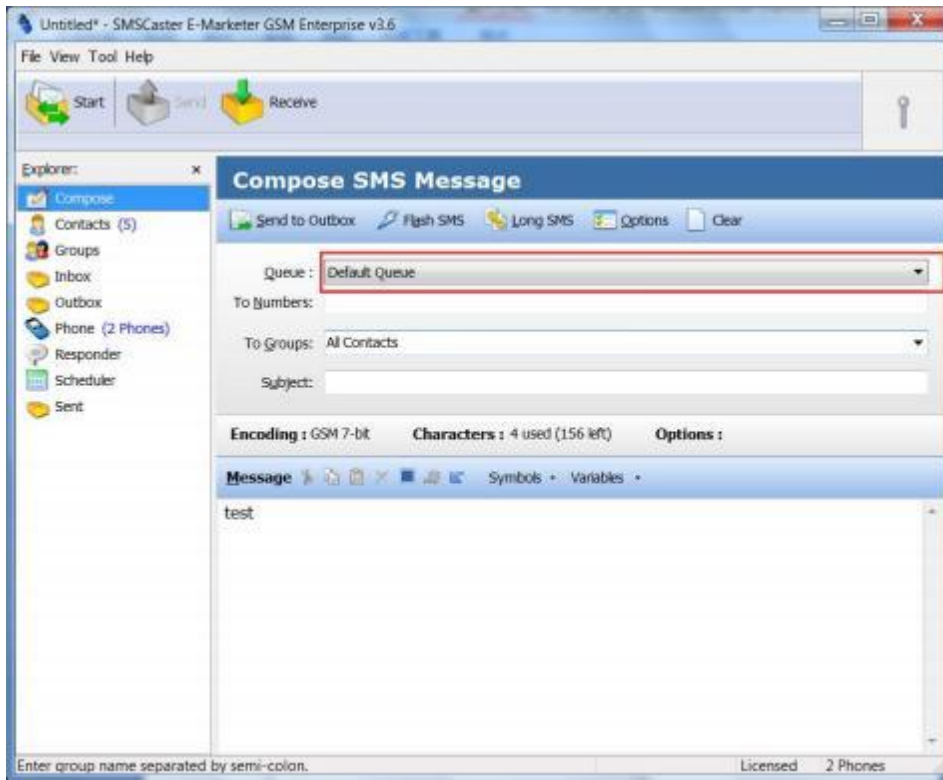 Untitled* - SMSCaster E-Marketer GSM Enterprise v3.6
File View Tool Help
Start Send Receive
Explorer: x
Compose
Contacts (5)
Groups
Inbox
Outbox
Phone (2 Phones)
Responder
Scheduler
Sent
Compose SMS Message
Send to Outbox Flash SMS Long SMS Options Clear
Queue : Default Queue
To Numbers:
To Groups: All Contacts
Subject:
Encoding : GSM 7-bit Characters : 4 used (156 left) Options :
Message Symbols Variables
test
Enter group name separated by semi-colon. Licensed 2 Phones